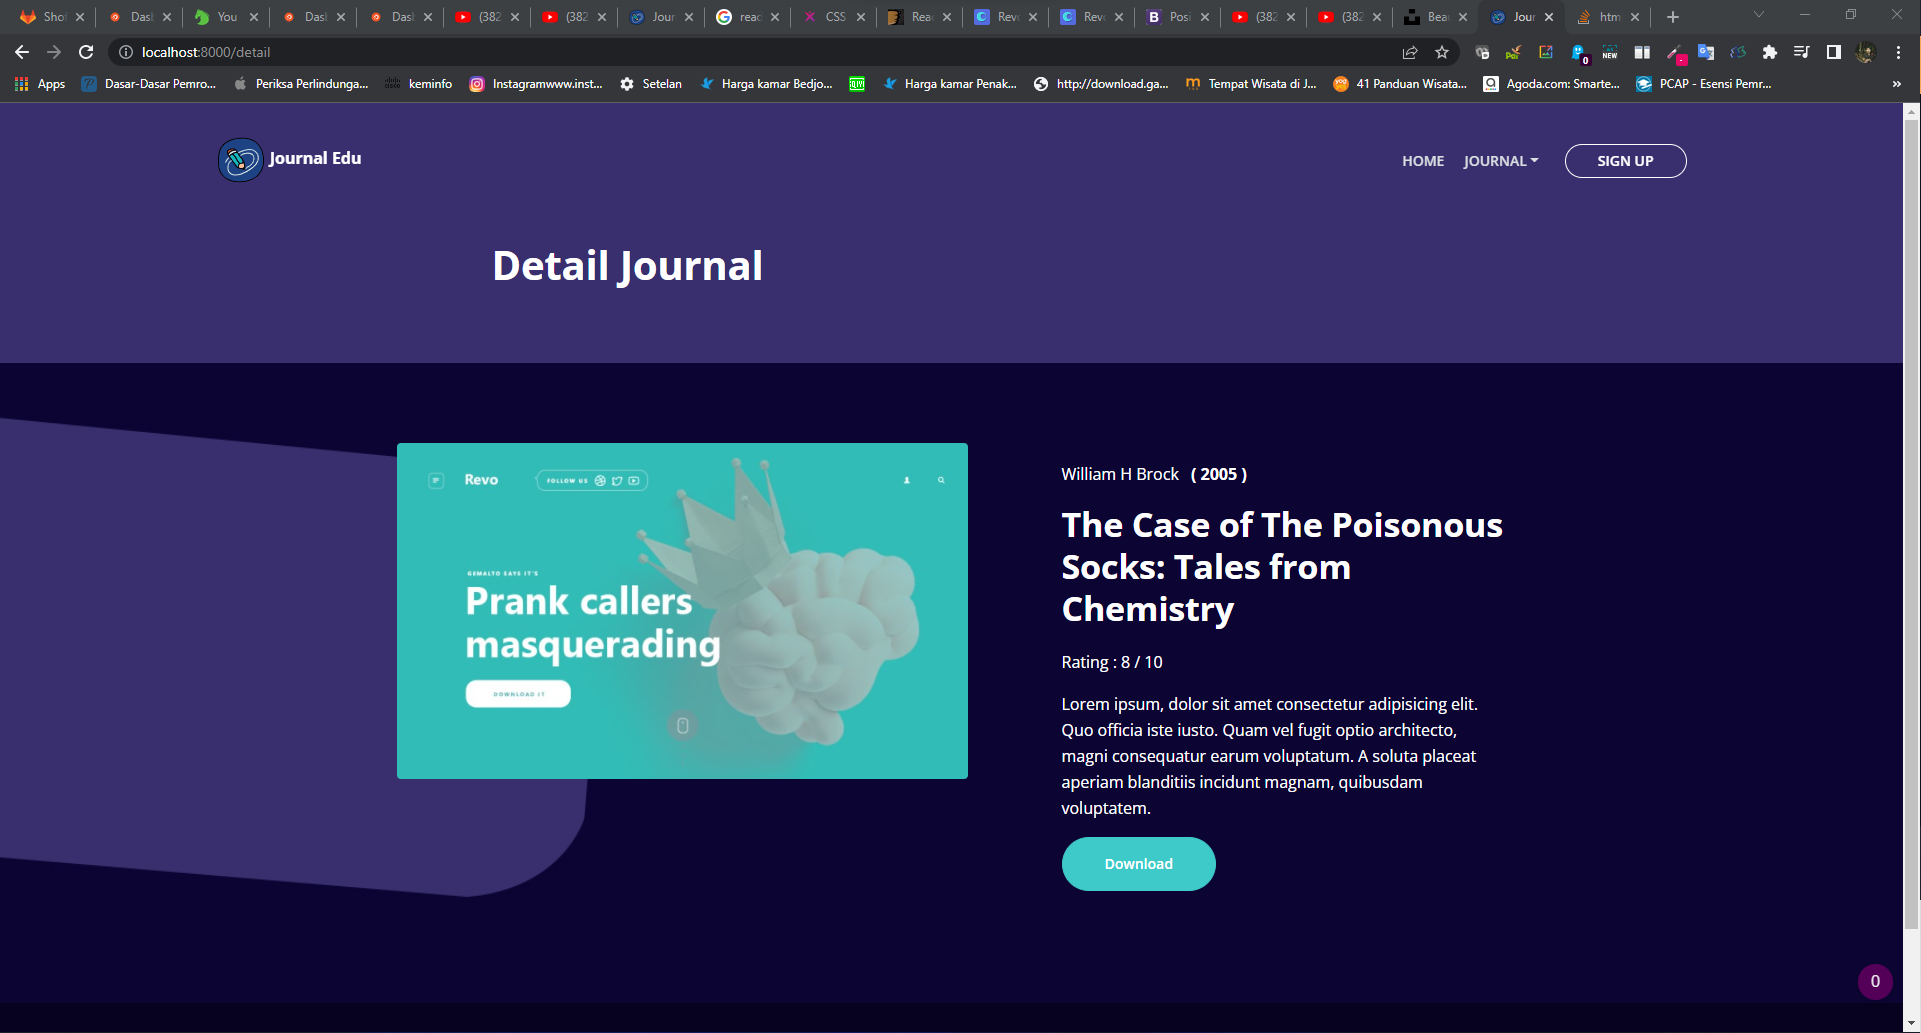 Sho
Das
You
Das
Das
(382
(382
Jour
reac
CSS
Rea
Rev
Rev
Posi
(382
(382
Bea
Jour
htm
localhost:8000/detail
0
NEW
Apps
Dasar-Dasar Pemro...
Periksa Perlindunga...
keminfo
Instagramwww.inst...
Setelan
Harga kamar Bedjo...
Harga kamar Penak...
http://download.ga...
Tempat Wisata di J...
41 Panduan Wisata...
Agoda.com: Smarte...
PCAP - Esensi Pemr...
»
Journal Edu
HOME
JOURNAL
SIGN UP
Detail Journal
Revo
FOLLOW US
GEMALTO SAYS IT'S
Prank callers
masquerading
DOWNLOAD IT
William H Brock ( 2005 )
The Case of The Poisonous
Socks: Tales from
Chemistry
Rating : 8 / 10
Lorem ipsum, dolor sit amet consectetur adipisicing elit.
Quo officia iste iusto. Quam vel fugit optio architecto,
magni consequatur earum voluptatum. A soluta placeat
aperiam blanditiis incidunt magnam, quibusdam
voluptatem.
Download
0